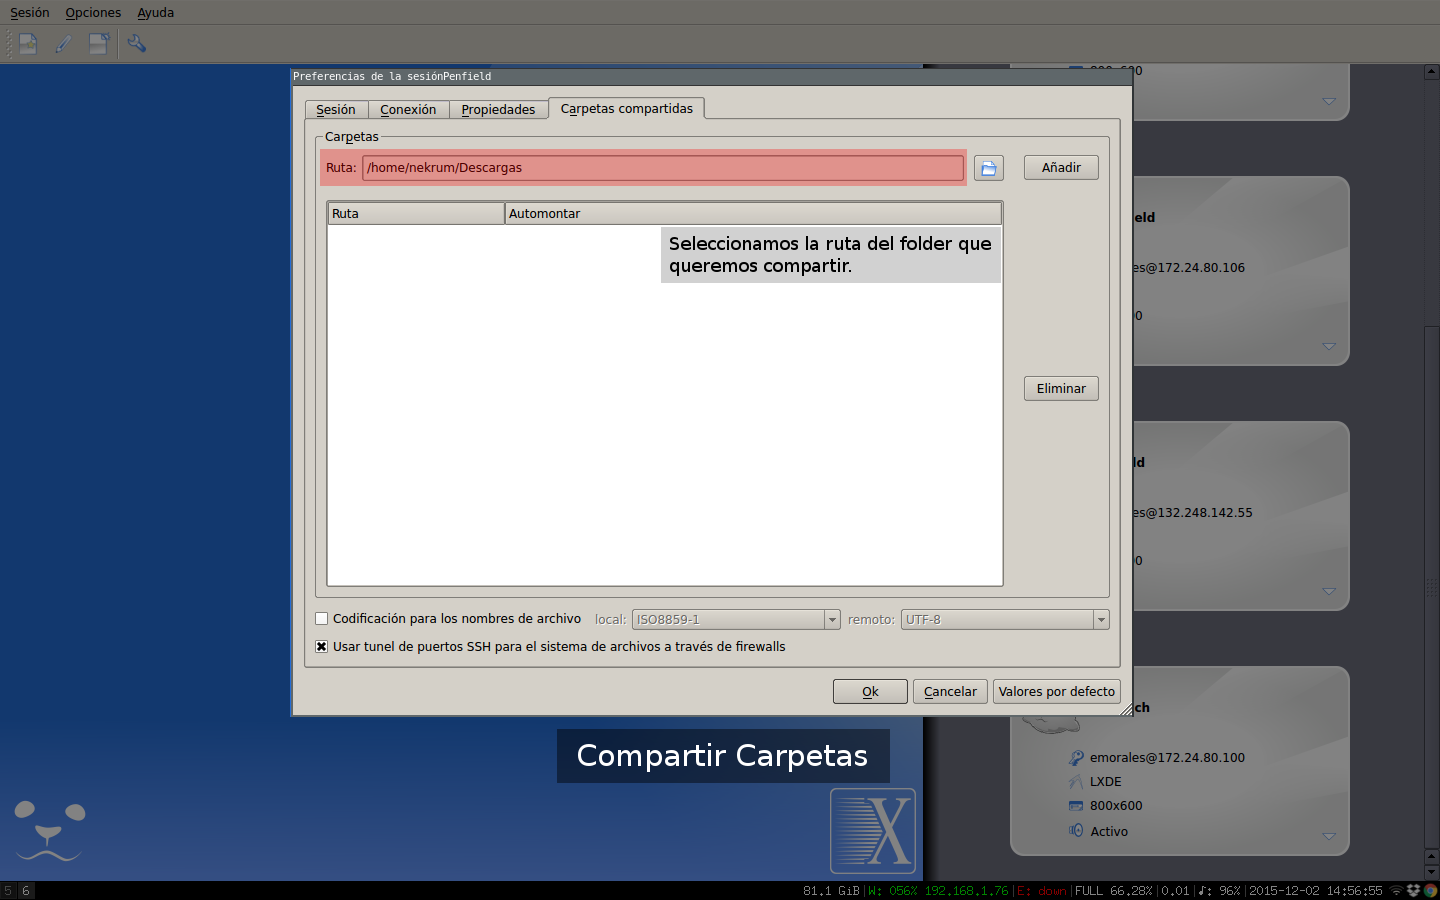 Sesión Opciones Ayuda
Preferencias de la sesiónPenfield
Sesión Conexión Propiedades Carpetas compartidas
Carpetas
Ruta: /home/nekrum/Descargas Añadir
Ruta Automontar
Seleccionamos la ruta del folder que
queremos compartir.
Eliminar
Codificación para los nombres de archivo local: ISO8859-1 remoto: UTF-8
Usar tunel de puertos SSH para el sistema de archivos a través de firewalls
Ok Cancelar Valores por defecto
eld
es@172.24.80.106
0
ld
es@132.248.142.55
0
ch
emorales@172.24.80.100
LXDE
800x600
Activo
Compartir Carpetas
X
5 6 81.1 GiB|W: 056% 192.168.1.76|E: down|FULL 66.28%|0.01|♪: 96%|2015-12-02 14:56:55